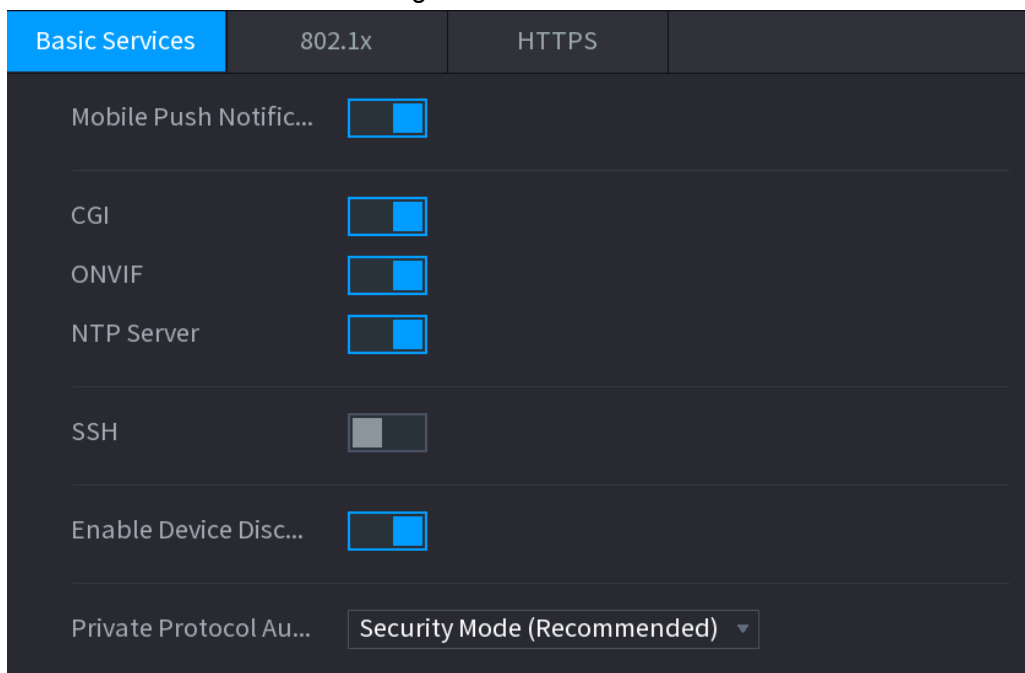 Basic Services 802.1x HTTPS
Mobile Push Notific...
CGI
ONVIF
NTP Server
SSH
Enable Device Disc...
Private Protocol Au... Security Mode (Recommended)